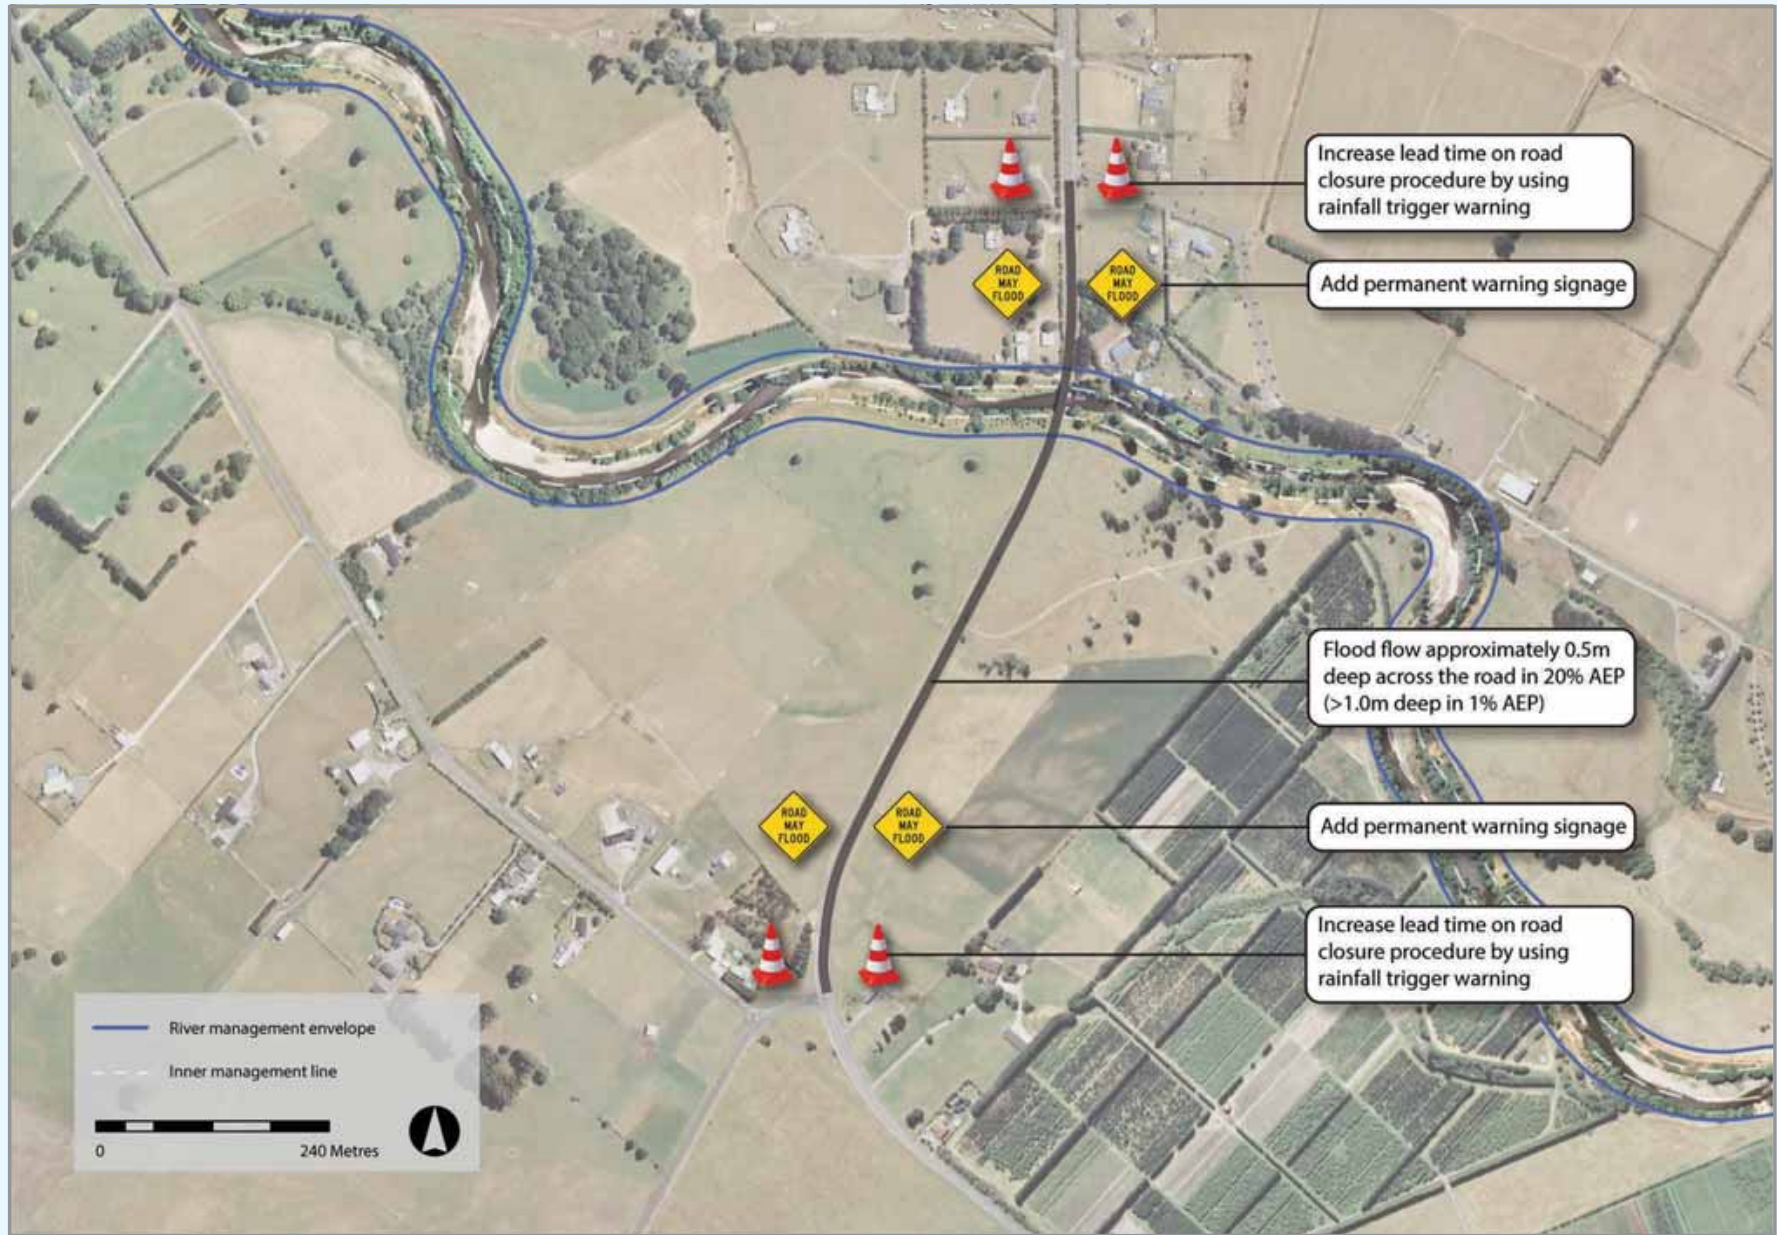 Increase lead time on road
closure procedure by using
rainfall trigger warning
ROAD
MAY
FLOOD
ROAD
MAY
FLOOD
Add permanent warning signage
Flood flow approximately 0.5m
deep across the road in 20% AEP
(>1.0m deep in 1% AEP)
ROAD
MAY
FLOOD
ROAD
MAY
FLOOD
Add permanent warning signage
Increase lead time on road
closure procedure by using
rainfall trigger warning
River management envelope
Inner management line
0
240 Metres